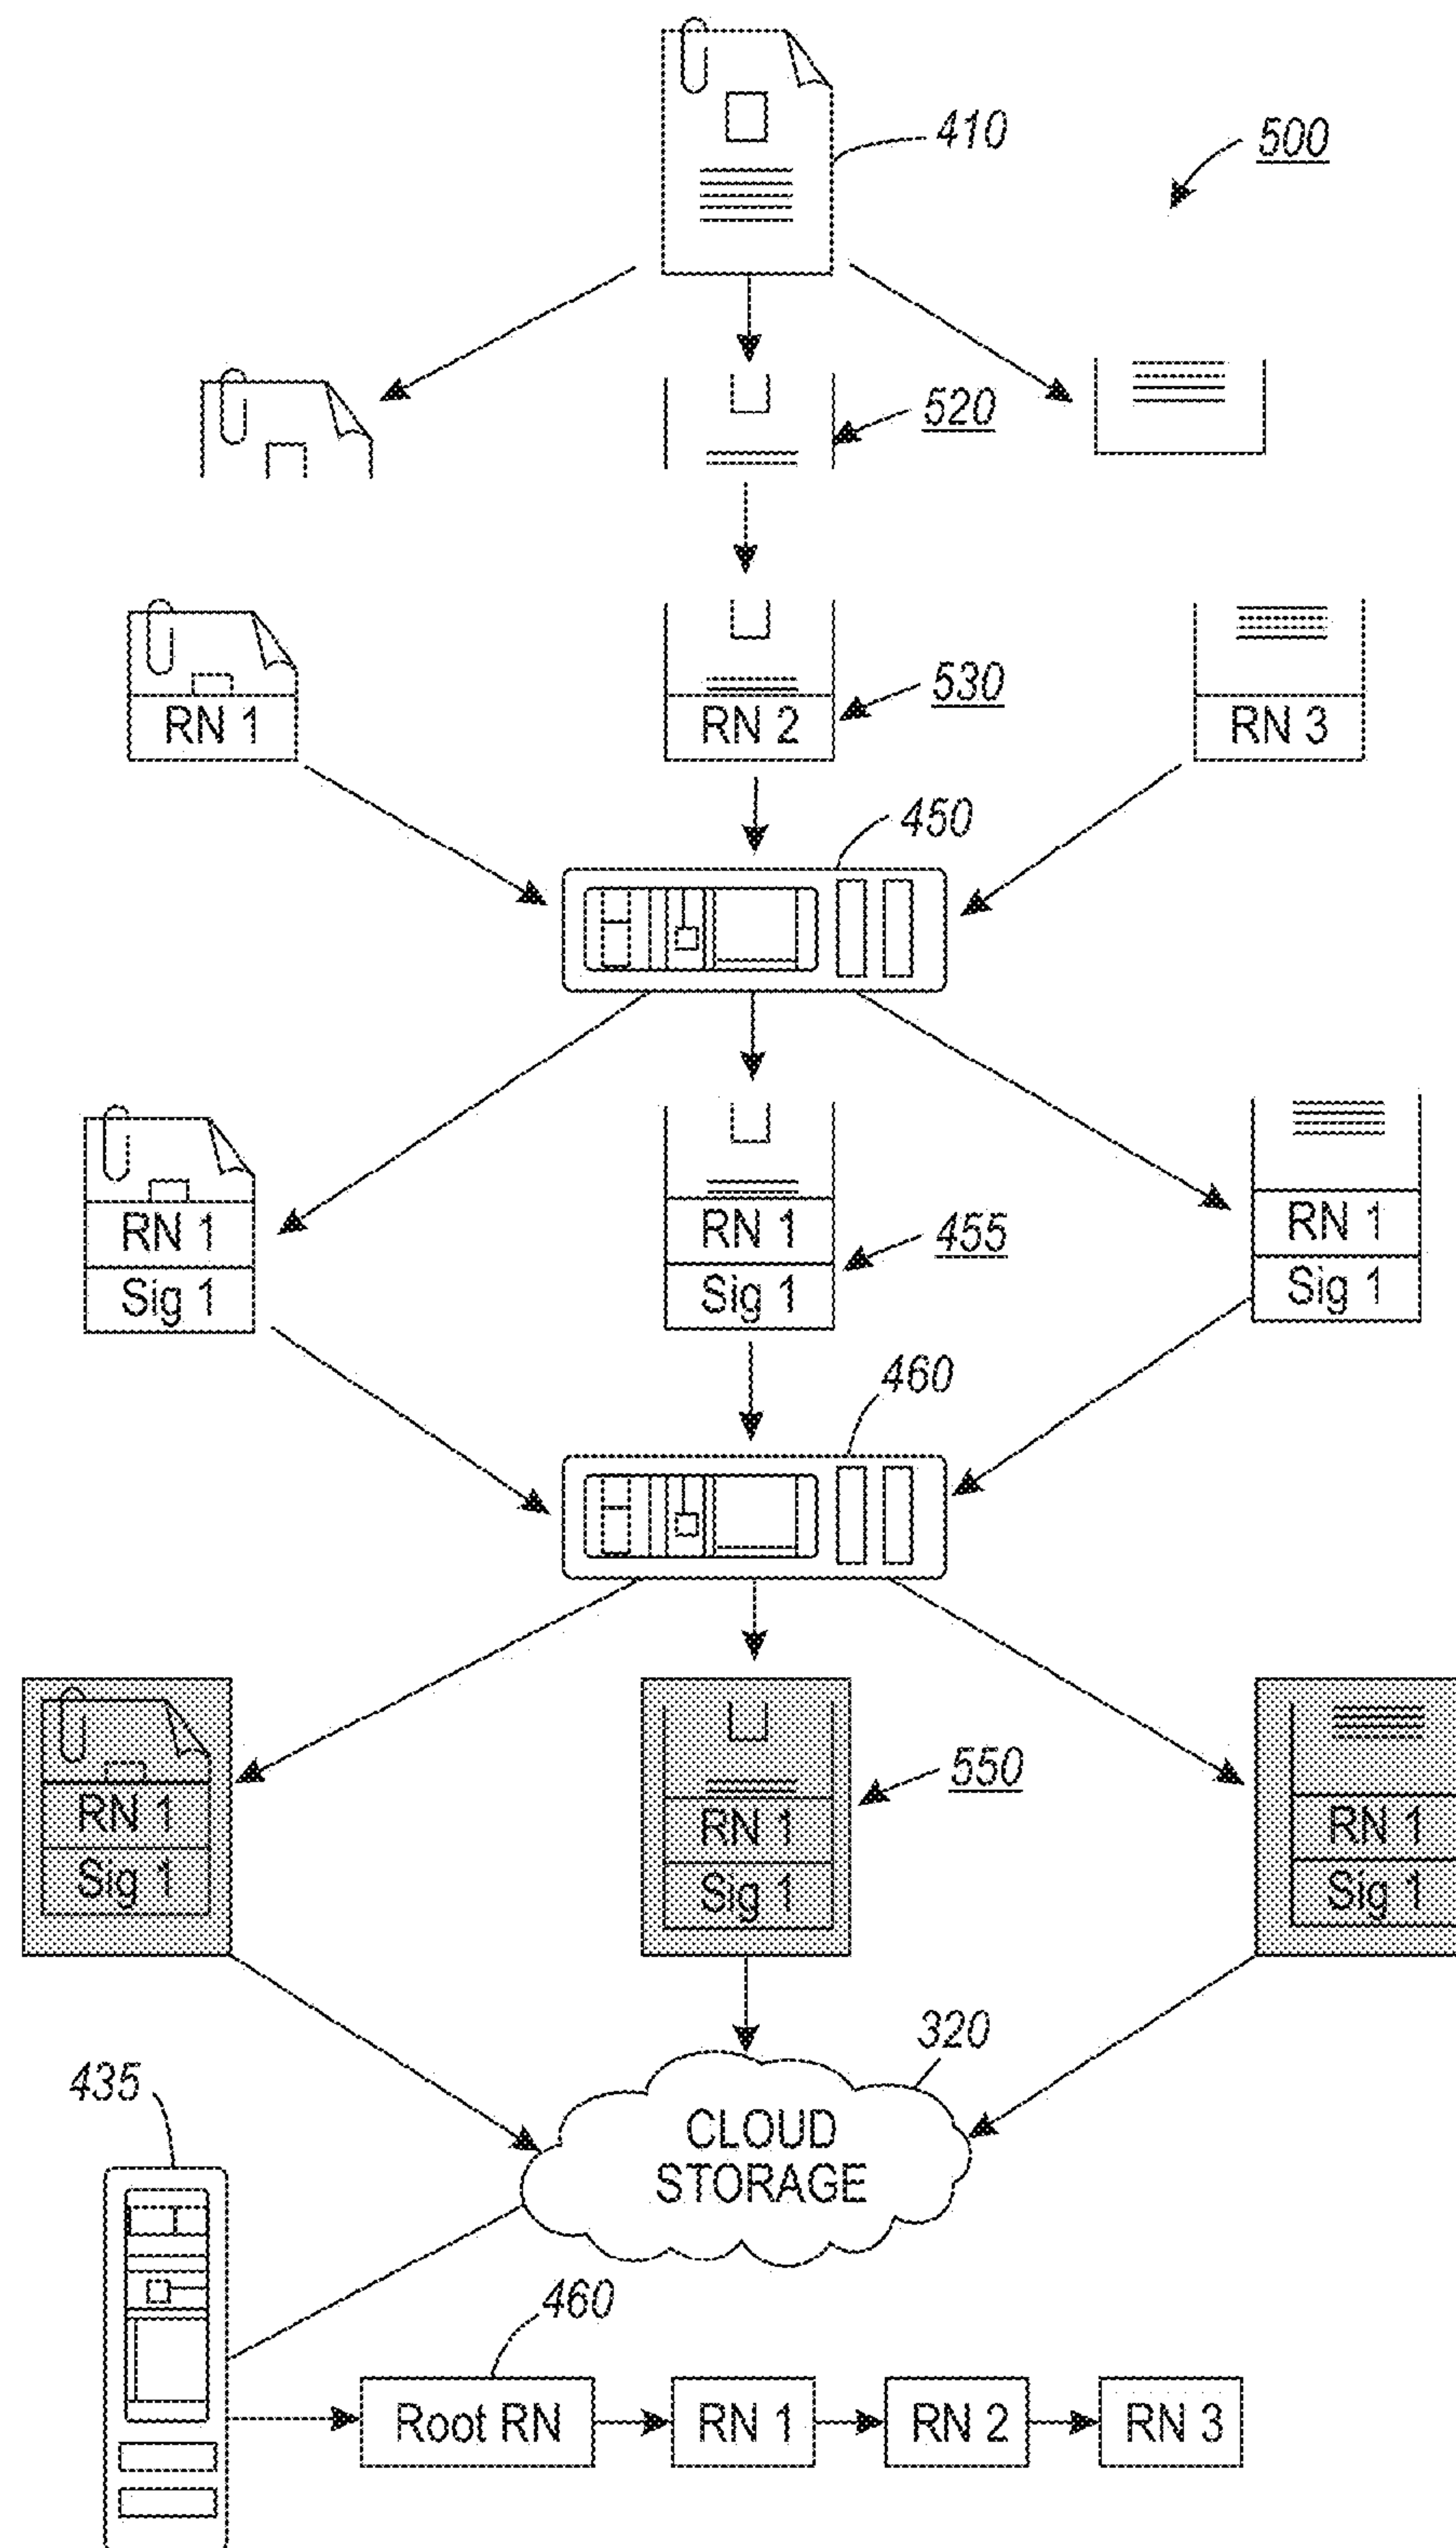 410
500
520
RN 1
RN 2
530
RN 3
450
RN 1
Sig 1
RN 1
Sig 1
455
RN 1
Sig 1
460
RN 1
Sig 1
RN 1
Sig 1
550
RN 1
Sig 1
320
435
CLOUD
STORAGE
460
Root RN
RN 1
RN 2
RN 3